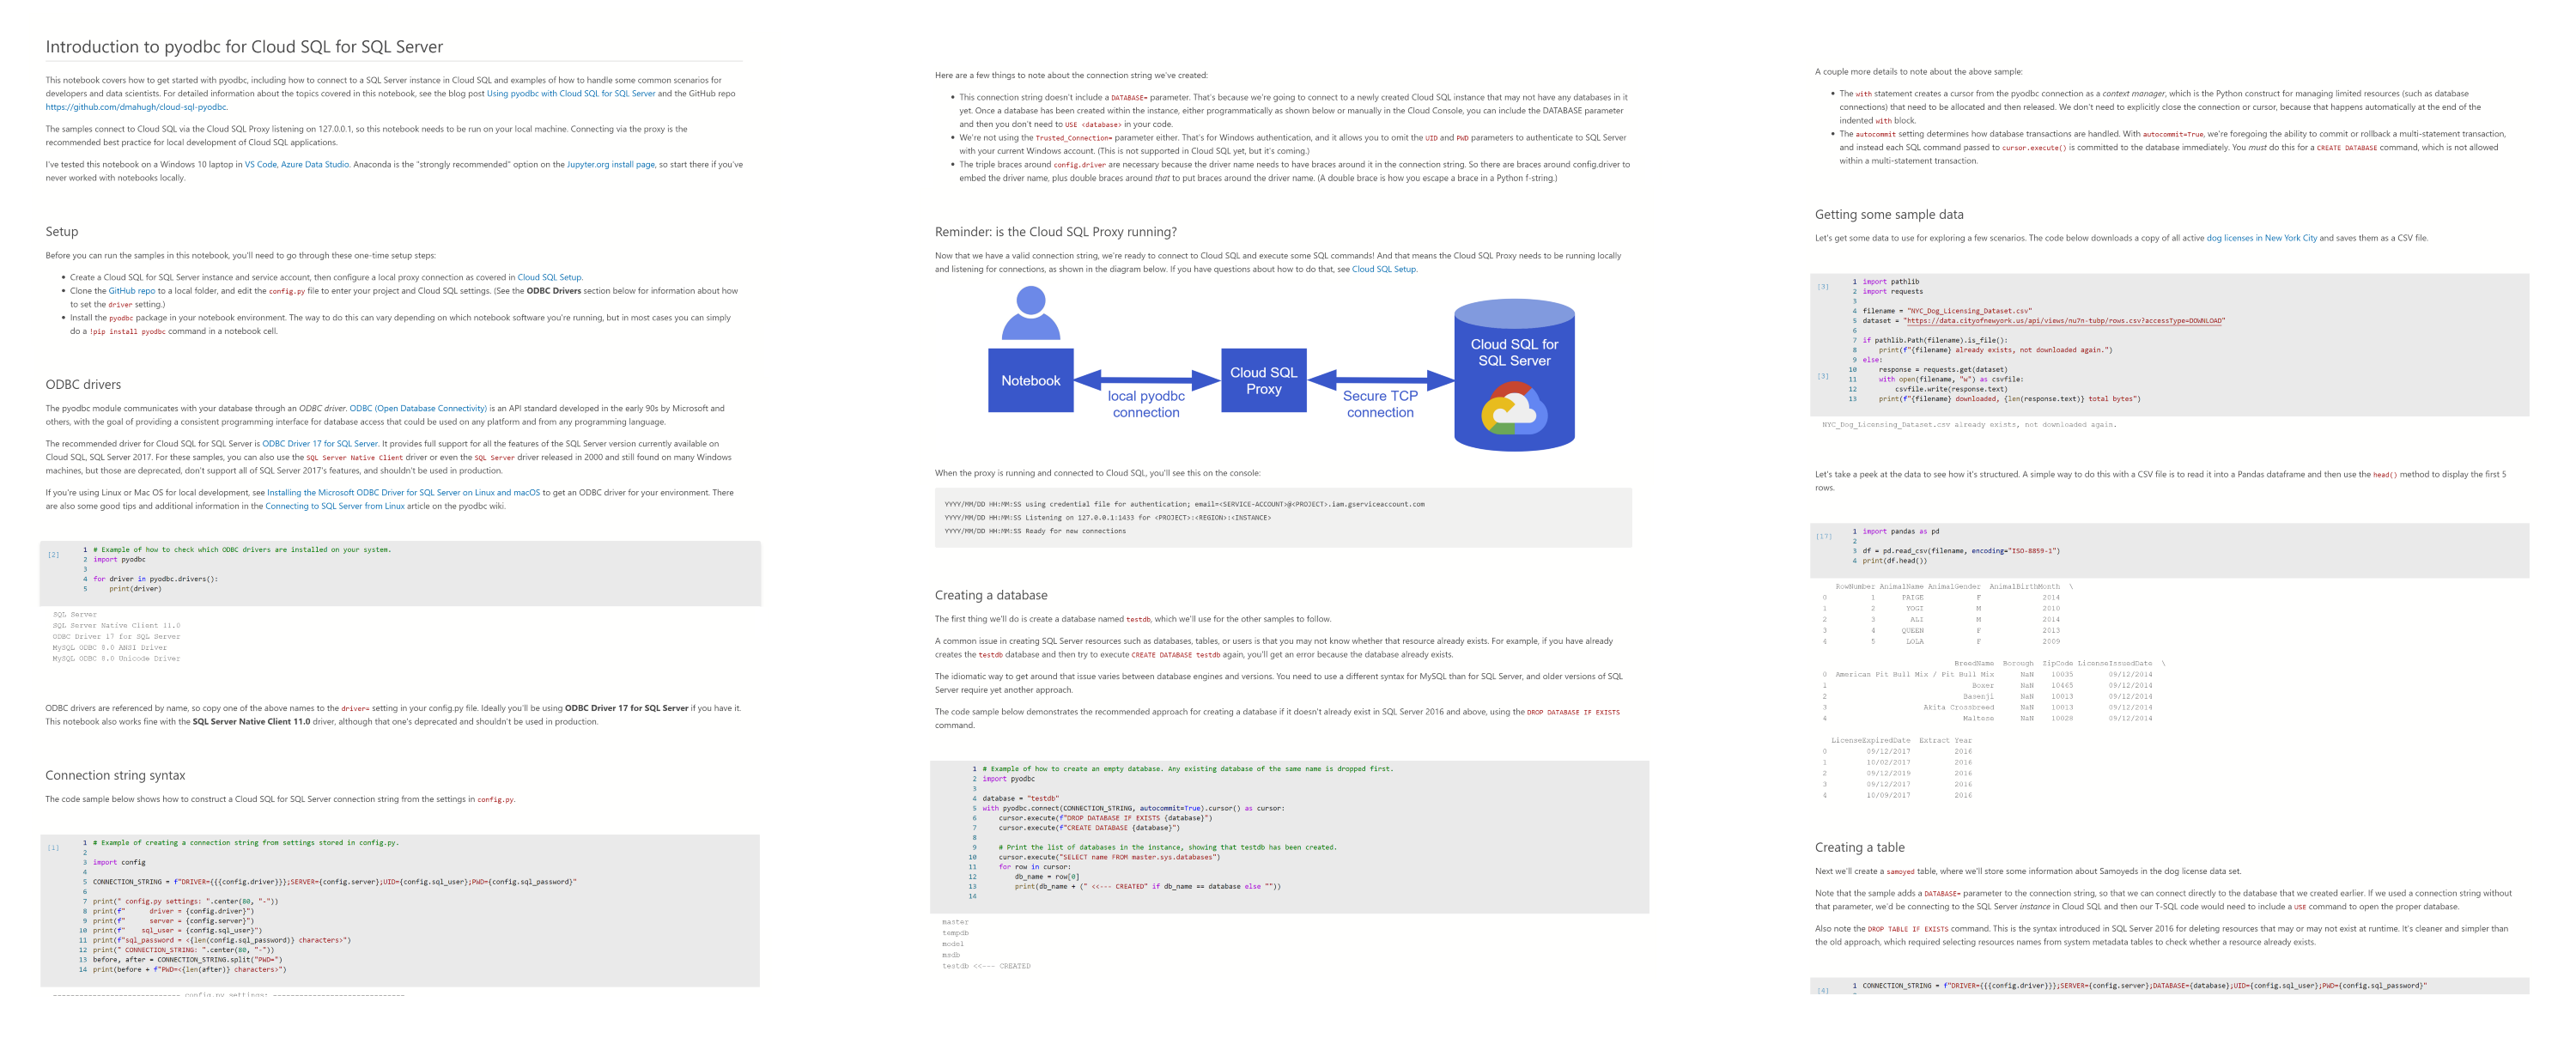 Introduction to pyodbc for Cloud SQL for SQL Server
This notebook covers how to get started with pyodbc, including how to connect to a SQL Server instance in Cloud SQL and examples of how to handle some common scenarios for
developers and data scientists. For detailed information about the topics covered in this notebook, see the blog post Using pyodbc with Cloud SQL for SQL Server and the GitHub repo
https://github.com/dmahugh/cloud-sql-pyodbc.
The samples connect to Cloud SQL via the Cloud SQL Proxy listening on 127.0.0.1, so this notebook needs to be run on your local machine. Connecting via the proxy is the
recommended best practice for local development of Cloud SQL applications.
I've tested this notebook on a Windows 10 laptop in VS Code, Azure Data Studio. Anaconda is the "strongly recommended" option on the Jupyter.org install page, so start there if you've
never worked with notebooks locally.
Setup
Before you can run the samples in this notebook, you'll need to go through these one-time setup steps:
• Create a Cloud SQL for SQL Server instance and service account, then configure a local proxy connection as covered in Cloud SQL Setup.
• Clone the GitHub repo to a local folder, and edit the config.py file to enter your project and Cloud SQL settings. (See the ODBC Drivers section below for information about how
to set the driver setting.)
• Install the pyodbc package in your notebook environment. The way to do this can vary depending on which notebook software you're running, but in most cases you can simply
do a !pip install pyodbc command in a notebook cell.
ODBC drivers
The pyodbc module communicates with your database through an ODBC driver. ODBC (Open Database Connectivity) is an API standard developed in the early 90s by Microsoft and
others, with the goal of providing a consistent programming interface for database access that could be used on any platform and from any programming language.
The recommended driver for Cloud SQL for SQL Server is ODBC Driver 17 for SQL Server. It provides full support for all the features of the SQL Server version currently available on
Cloud SQL, SQL Server 2017. For these samples, you can also use the SQL Server Native Client driver or even the SQL Server driver released in 2000 and still found on many Windows
machines, but those are deprecated, don't support all of SQL Server 2017's features, and shouldn't be used in production.
If you're using Linux or Mac OS for local development, see Installing the Microsoft ODBC Driver for SQL Server on Linux and macOS to get an ODBC driver for your environment. There
are also some good tips and additional information in the Connecting to SQL Server from Linux article on the pyodbc wiki.
[2] 1 # Example of how to check which ODBC drivers are installed on your system.
2 import pyodbc
3
4 for driver in pyodbc.drivers():
5     print(driver)
SQL Server
SQL Server Native Client 11.0
ODBC Driver 17 for SQL Server
MySQL ODBC 8.0 ANSI Driver
MySQL ODBC 8.0 Unicode Driver
ODBC drivers are referenced by name, so copy one of the above names to the driver= setting in your config.py file. Ideally you'll be using ODBC Driver 17 for SQL Server if you have it.
This notebook also works fine with the SQL Server Native Client 11.0 driver, although that one's deprecated and shouldn't be used in production.
Connection string syntax
The code sample below shows how to construct a Cloud SQL for SQL Server connection string from the settings in config.py.
[1] 1 # Example of creating a connection string from settings stored in config.py.
2
3 import config
4
5 CONNECTION_STRING = f"DRIVER={{{config.driver}}};SERVER={config.server};UID={config.sql_user};PWD={config.sql_password}"
6
7 print(" config.py settings: ".center(80, "-"))
8 print(f"      driver = {config.driver}")
9 print(f"      server = {config.server}")
10 print(f"    sql_user = {config.sql_user}")
11 print(f"sql_password = <{len(config.sql_password)} characters>")
12 print(" CONNECTION_STRING: ".center(80, "-"))
13 before, after = CONNECTION_STRING.split("PWD=")
14 print(before + f"PWD=<{len(after)} characters>")
----------------------------- config.py settings: ------------------------------
Here are a few things to note about the connection string we've created:
• This connection string doesn't include a DATABASE= parameter. That's because we're going to connect to a newly created Cloud SQL instance that may not have any databases in it
yet. Once a database has been created within the instance, either programmatically as shown below or manually in the Cloud Console, you can include the DATABASE parameter
and then you don't need to USE <database> in your code.
• We're not using the Trusted_Connection= parameter either. That's for Windows authentication, and it allows you to omit the UID and PWD parameters to authenticate to SQL Server
with your current Windows account. (This is not supported in Cloud SQL yet, but it's coming.)
• The triple braces around config.driver are necessary because the driver name needs to have braces around it in the connection string. So there are braces around config.driver to
embed the driver name, plus double braces around that to put braces around the driver name. (A double brace is how you escape a brace in a Python f-string.)
Reminder: is the Cloud SQL Proxy running?
Now that we have a valid connection string, we're ready to connect to Cloud SQL and execute some SQL commands! And that means the Cloud SQL Proxy needs to be running locally
and listening for connections, as shown in the diagram below. If you have questions about how to do that, see Cloud SQL Setup.
Notebook
local pyodbc
connection
Cloud SQL
Proxy
Secure TCP
connection
Cloud SQL for
SQL Server
When the proxy is running and connected to Cloud SQL, you'll see this on the console:
YYYY/MM/DD HH:MM:SS using credential file for authentication; email=<SERVICE-ACCOUNT>@<PROJECT>.iam.gserviceaccount.com
YYYY/MM/DD HH:MM:SS Listening on 127.0.0.1:1433 for <PROJECT>:<REGION>:<INSTANCE>
YYYY/MM/DD HH:MM:SS Ready for new connections
Creating a database
The first thing we'll do is create a database named testdb, which we'll use for the other samples to follow.
A common issue in creating SQL Server resources such as databases, tables, or users is that you may not know whether that resource already exists. For example, if you have already
creates the testdb database and then try to execute CREATE DATABASE testdb again, you'll get an error because the database already exists.
The idiomatic way to get around that issue varies between database engines and versions. You need to use a different syntax for MySQL than for SQL Server, and older versions of SQL
Server require yet another approach.
The code sample below demonstrates the recommended approach for creating a database if it doesn't already exist in SQL Server 2016 and above, using the DROP DATABASE IF EXISTS
command.
1 # Example of how to create an empty database. Any existing database of the same name is dropped first.
2 import pyodbc
3
4 database = "testdb"
5 with pyodbc.connect(CONNECTION_STRING, autocommit=True).cursor() as cursor:
6     cursor.execute(f"DROP DATABASE IF EXISTS {database}")
7     cursor.execute(f"CREATE DATABASE {database}")
8
9     # Print the list of databases in the instance, showing that testdb has been created.
10     cursor.execute("SELECT name FROM master.sys.databases")
11     for row in cursor:
12         db_name = row[0]
13         print(db_name + (" <<--- CREATED" if db_name == database else ""))
14
master
tempdb
model
msdb
testdb <<--- CREATED
A couple more details to note about the above sample:
• The with statement creates a cursor from the pyodbc connection as a context manager, which is the Python construct for managing limited resources (such as database
connections) that need to be allocated and then released. We don't need to explicitly close the connection or cursor, because that happens automatically at the end of the
indented with block.
• The autocommit setting determines how database transactions are handled. With autocommit=True, we're foregoing the ability to commit or rollback a multi-statement transaction,
and instead each SQL command passed to cursor.execute() is committed to the database immediately. You must do this for a CREATE DATABASE command, which is not allowed
within a multi-statement transaction.
Getting some sample data
Let's get some data to use for exploring a few scenarios. The code below downloads a copy of all active dog licenses in New York City and saves them as a CSV file.
[3] 1 import pathlib
2 import requests
3
4 filename = "NYC_Dog_Licensing_Dataset.csv"
5 dataset = "https://data.cityofnewyork.us/api/views/nu7n-tubp/rows.csv?accessType=DOWNLOAD"
6
7 if pathlib.Path(filename).is_file():
8     print(f"{filename} already exists, not downloaded again.")
9 else:
[3] 10     response = requests.get(dataset)
11     with open(filename, "w") as csvfile:
12         csvfile.write(response.text)
13     print(f"{filename} downloaded, {len(response.text)} total bytes")
NYC_Dog_Licensing_Dataset.csv already exists, not downloaded again.
Let's take a peek at the data to see how it's structured. A simple way to do this with a CSV file is to read it into a Pandas dataframe and then use the head() method to display the first 5
rows.
[17] 1 import pandas as pd
2
3 df = pd.read_csv(filename, encoding="ISO-8859-1")
4 print(df.head())
RowNumber AnimalName AnimalGender AnimalBirthMonth \
0 1 PAIGE F 2014
1 2 YOGI M 2010
2 3 ALI M 2014
3 4 QUEEN F 2013
4 5 LOLA F 2009
BreedName Borough ZipCode LicenseIssuedDate \
0 American Pit Bull Mix / Pit Bull Mix NaN 10035 09/12/2014
1 Boxer NaN 10465 09/12/2014
2 Basenji NaN 10013 09/12/2014
3 Akita Crossbreed NaN 10013 09/12/2014
4 Maltese NaN 10028 09/12/2014
LicenseExpiredDate Extract Year
0 09/12/2017 2016
1 10/02/2017 2016
2 09/12/2019 2016
3 09/12/2017 2016
4 10/09/2017 2016
Creating a table
Next we'll create a samoyed table, where we'll store some information about Samoyeds in the dog license data set.
Note that the sample adds a DATABASE= parameter to the connection string, so that we can connect directly to the database that we created earlier. If we used a connection string without
that parameter, we'd be connecting to the SQL Server instance in Cloud SQL and then our T-SQL code would need to include a USE command to open the proper database.
Also note the DROP TABLE IF EXISTS command. This is the syntax introduced in SQL Server 2016 for deleting resources that may or may not exist at runtime. It's cleaner and simpler than
the old approach, which required selecting resources names from system metadata tables to check whether a resource already exists.
[4] 1 CONNECTION_STRING = f"DRIVER={{{config.driver}}};SERVER={config.server};DATABASE={database};UID={config.sql_user};PWD={config.sql_password}"